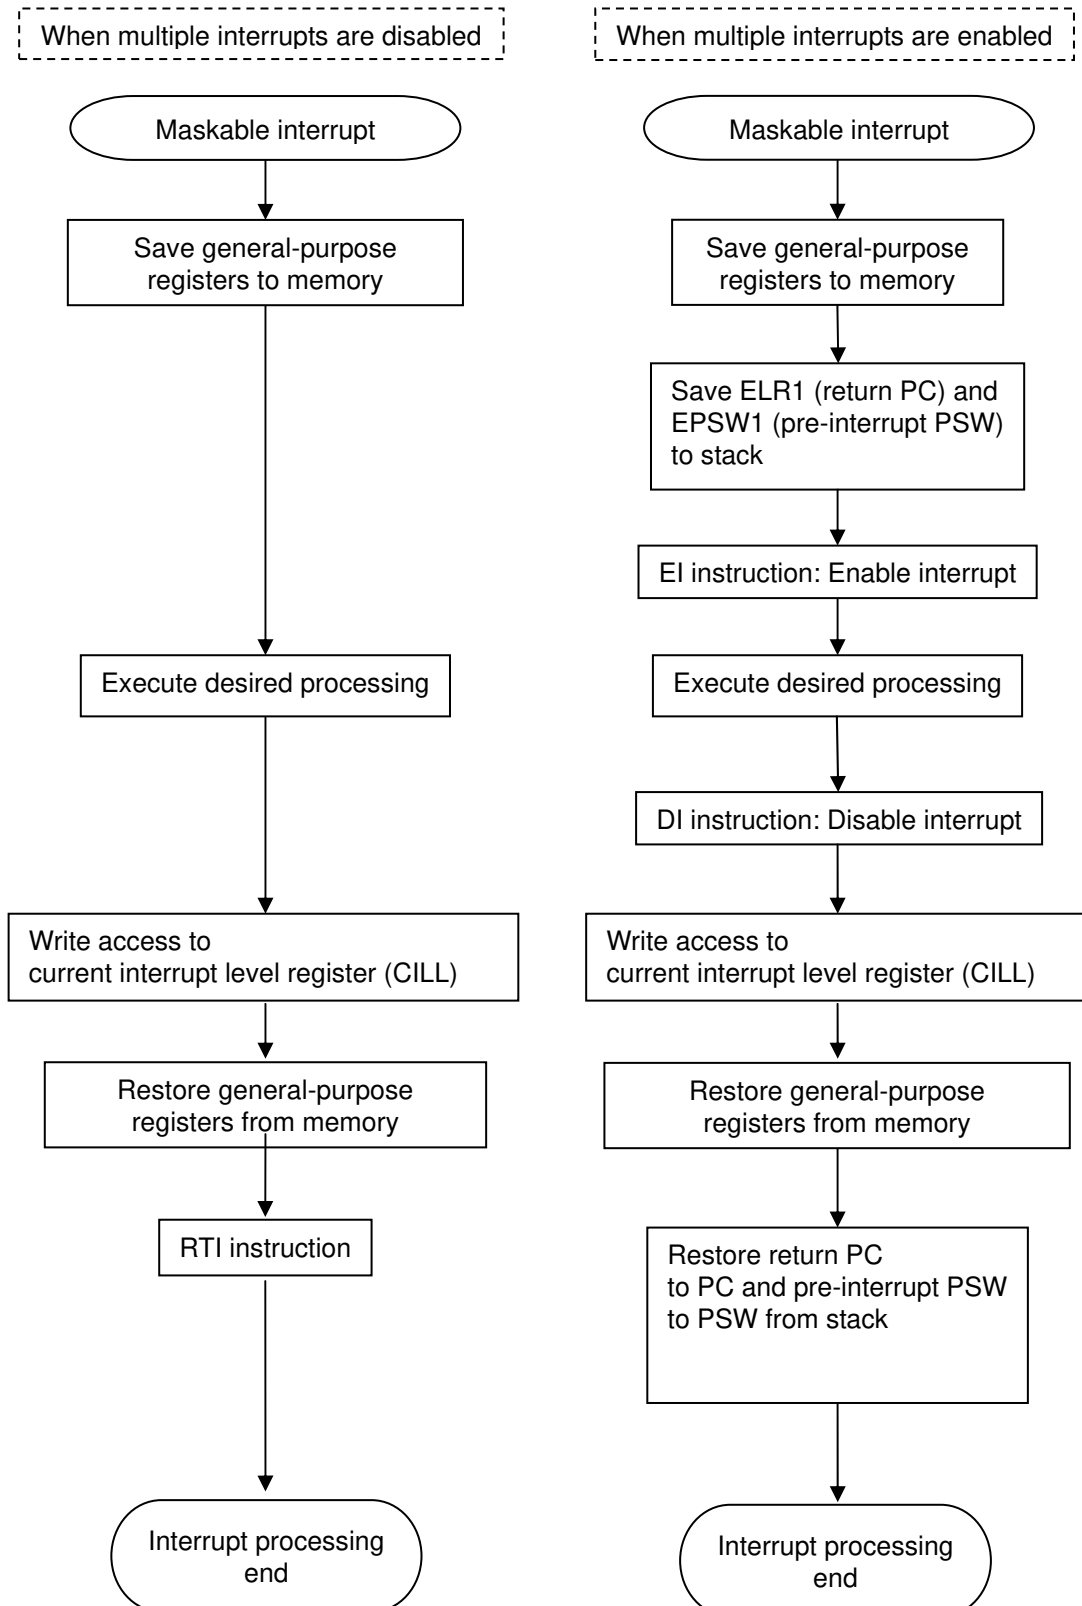 When multiple interrupts are disabled
Maskable interrupt
Save general-purpose
registers to memory
Execute desired processing
Write access to
current interrupt level register (CILL)
Restore general-purpose
registers from memory
RTI instruction
Interrupt processing
end
When multiple interrupts are enabled
Maskable interrupt
Save general-purpose
registers to memory
Save ELR1 (return PC) and
EPSW1 (pre-interrupt PSW)
to stack
EI instruction: Enable interrupt
Execute desired processing
DI instruction: Disable interrupt
Write access to
current interrupt level register (CILL)
Restore general-purpose
registers from memory
Restore return PC
to PC and pre-interrupt PSW
to PSW from stack
Interrupt processing
end